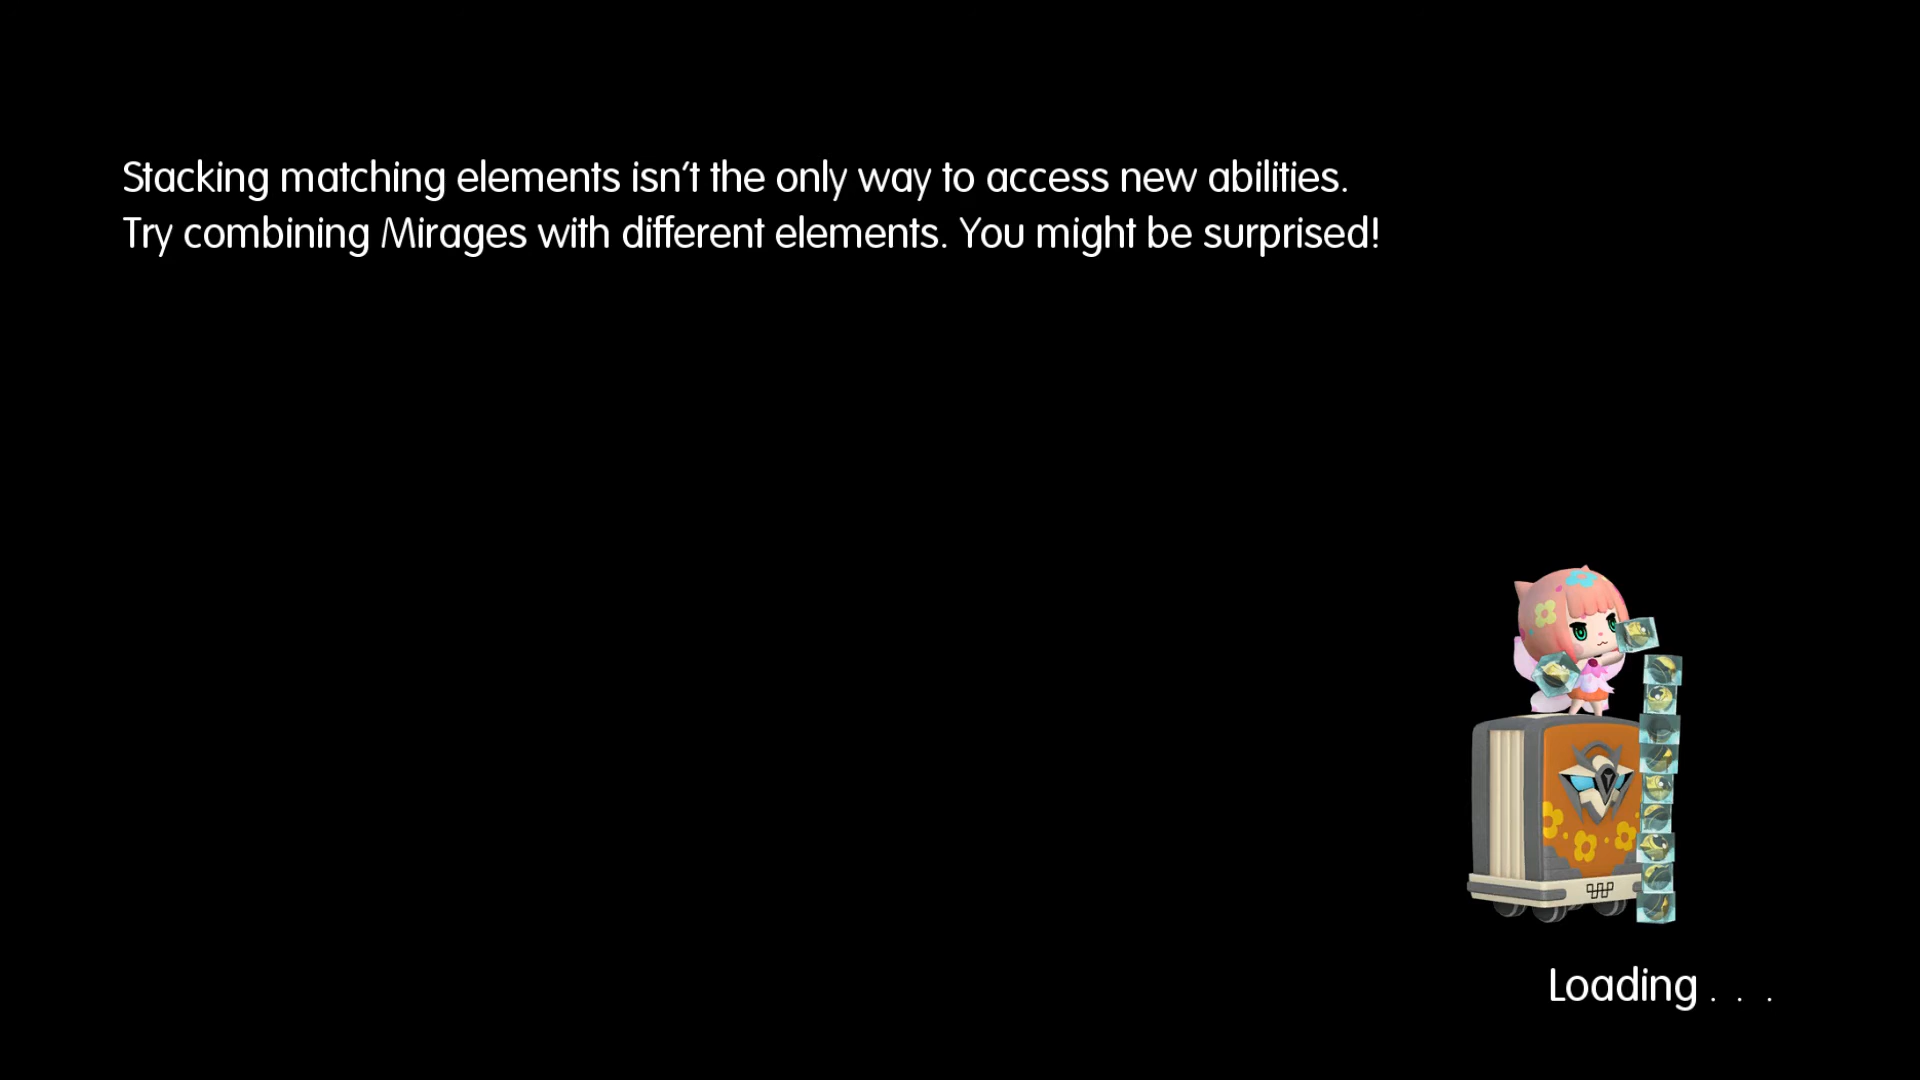 Stacking matching elements isn’t the only way to access new abilities.
Try combining Mirages with different elements. You might be surprised!
Loading . . .